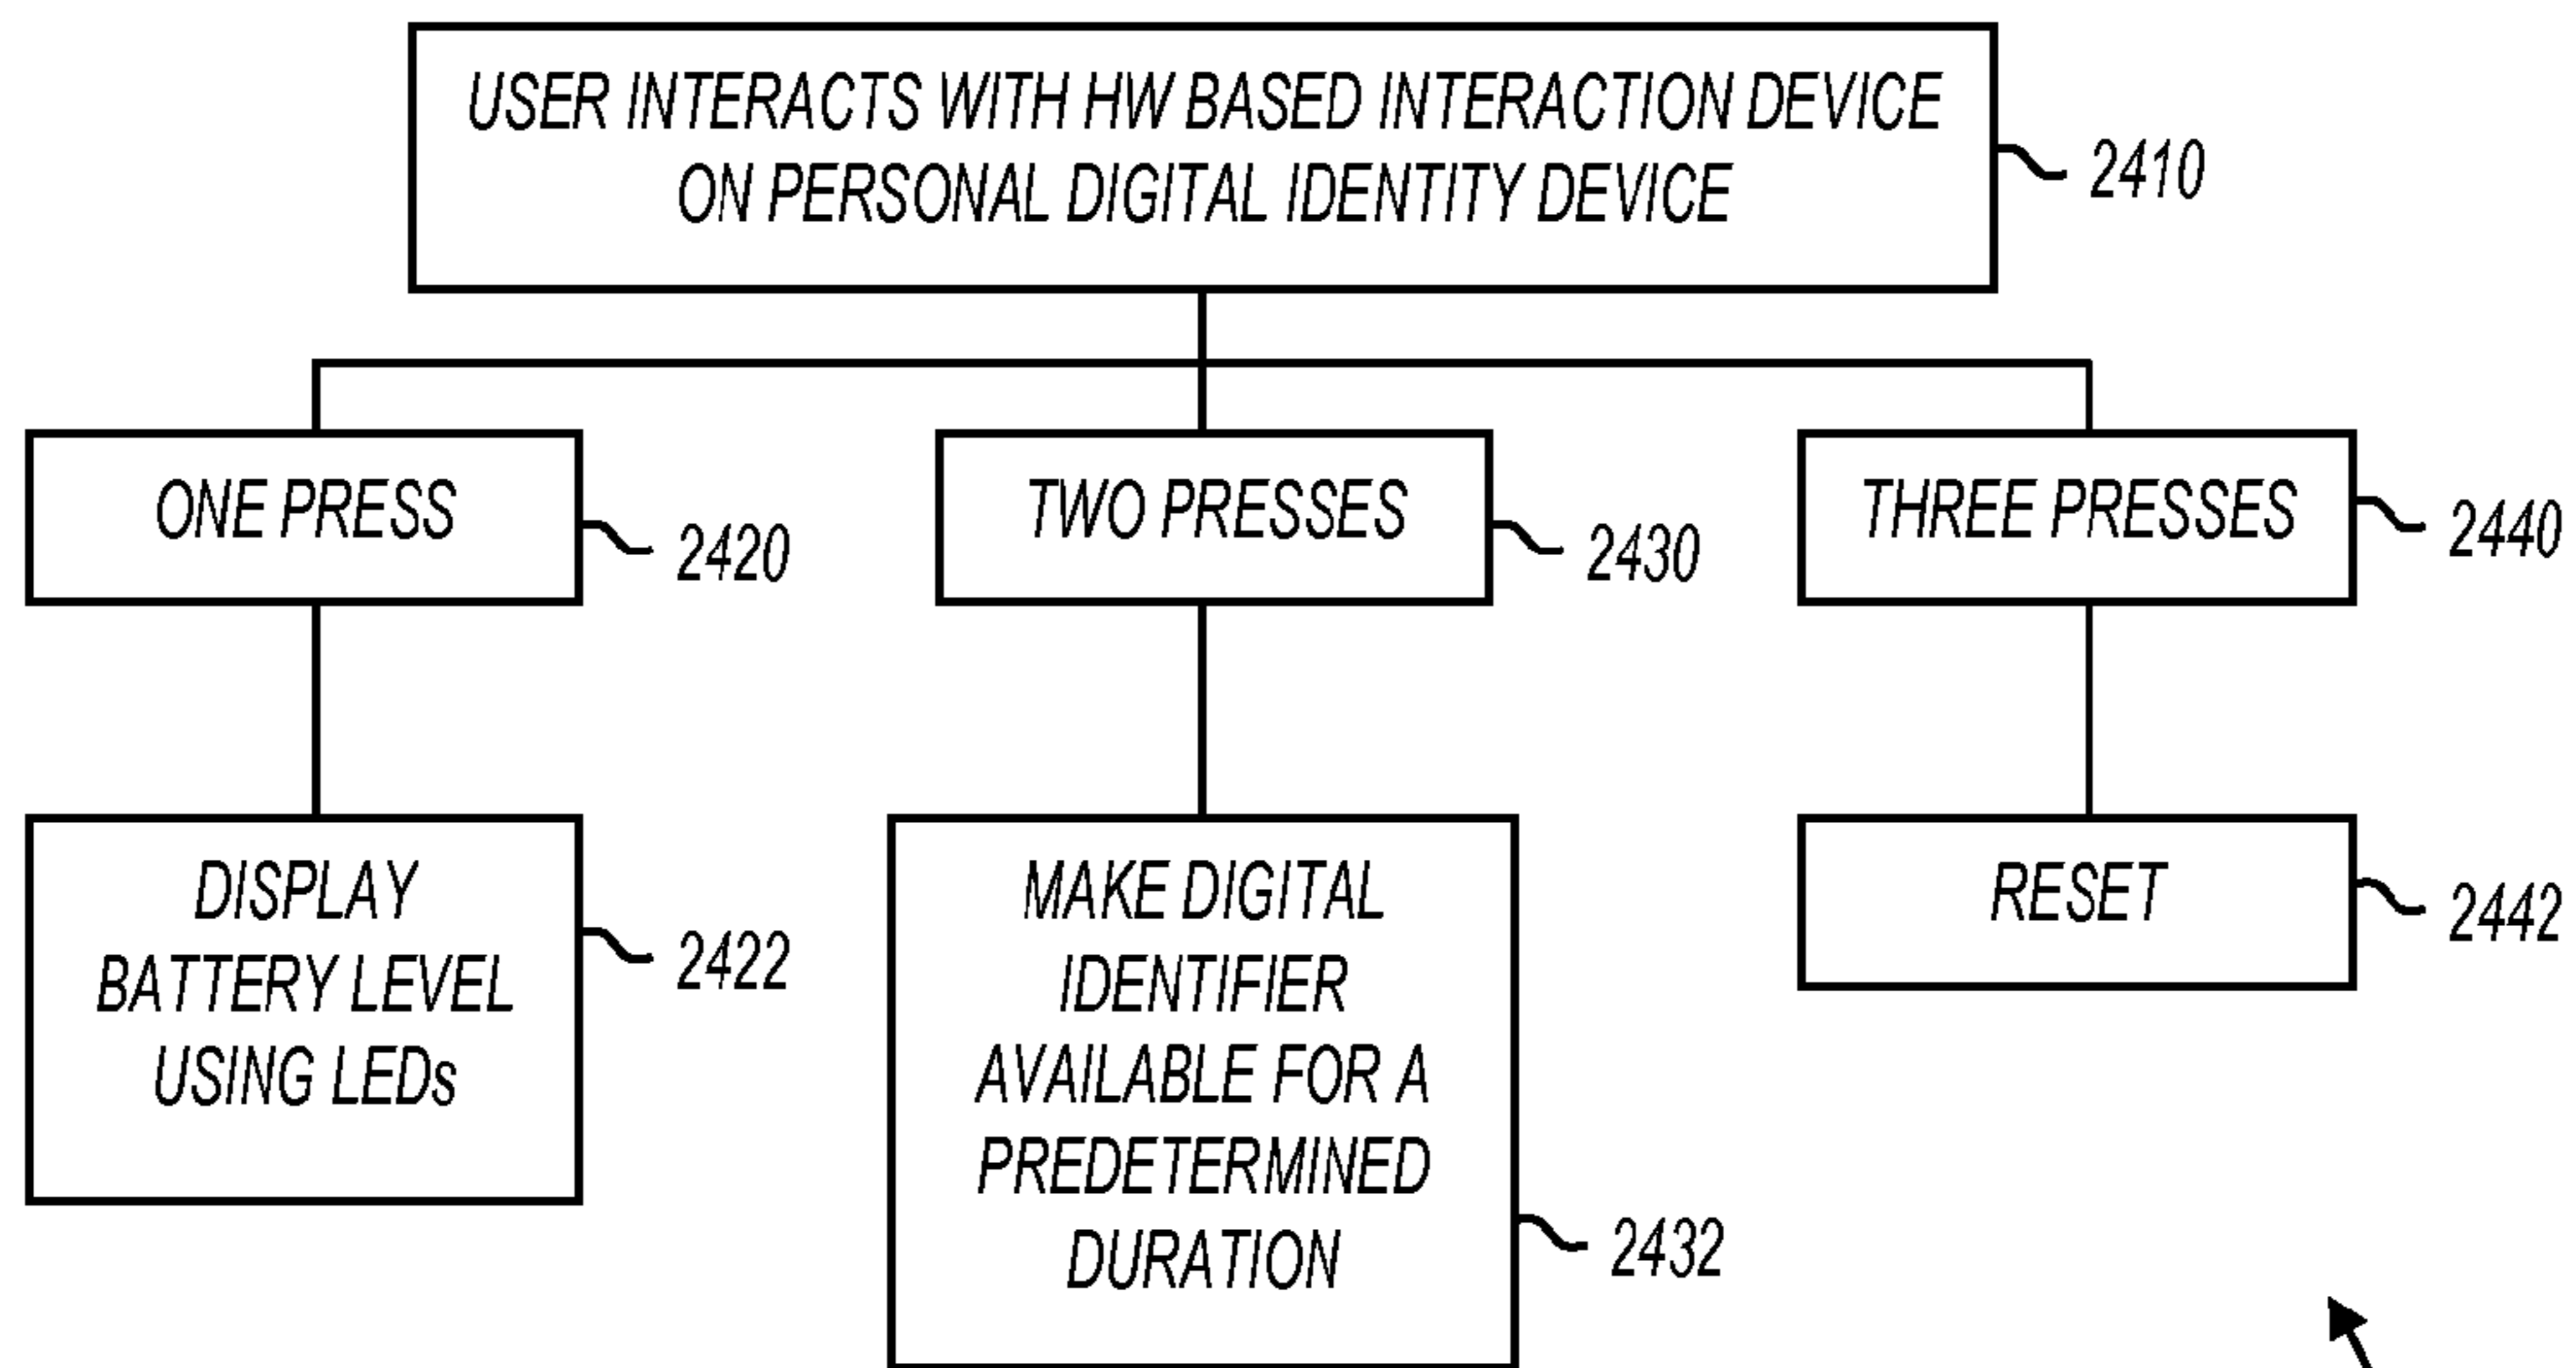 USER INTERACTS WITH HW BASED INTERACTION DEVICE
ON PERSONAL DIGITAL IDENTITY DEVICE
2410
ONE PRESS
2420
TWO PRESSES
2430
THREE PRESSES
2440
DISPLAY
BATTERY LEVEL
USING LEDs
2422
MAKE DIGITAL
IDENTIFIER
AVAILABLE FOR A
PREDETERMINED
DURATION
2432
RESET
2442